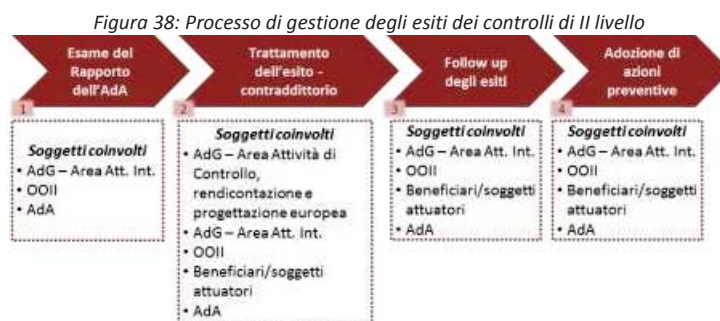 Figura 38: Processo di gestione degli esiti dei controlli di II livello
Esame del
Rapporto
dell'AdA
1
Soggetti coinvolti
• AdG – Area Att. Int.
• OOII
• AdA
Trattamento
dell'esito -
contraddittorio
2
Soggetti coinvolti
• AdG – Area Attività di
Controllo,
rendicontazione e
progettazione europea
• AdG – Area Att. Int.
• OOII
• Beneficiari/soggetti
attuatori
• AdA
Follow up
degli esiti
3
Soggetti coinvolti
• AdG – Area Att. Int.
• OOII
• Beneficiari/soggetti
attuatori
• AdA
Adozione di
azioni
preventive
4
Soggetti coinvolti
• AdG – Area Att. Int.
• OOII
• Beneficiari/soggetti
attuatori
• AdA